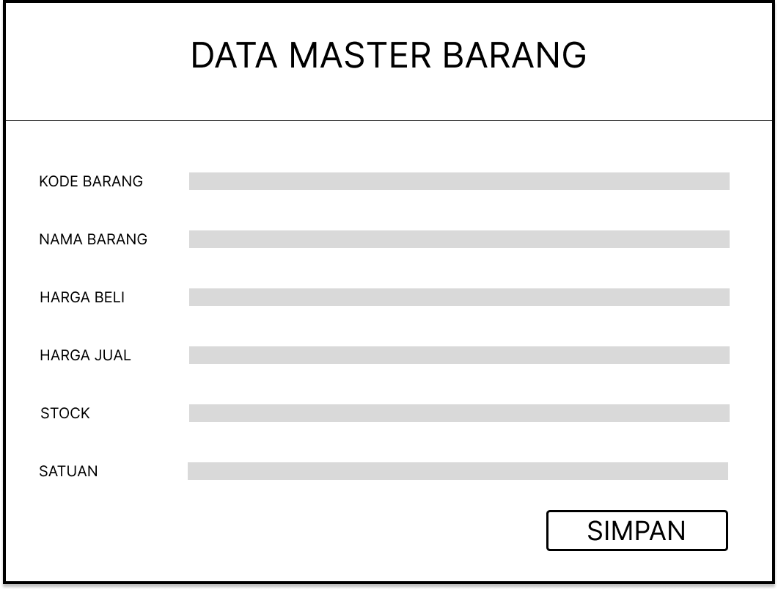 DATA MASTER BARANG
KODE BARANG
NAMA BARANG
HARGA BELI
HARGA JUAL
STOCK
SATUAN
SIMPAN